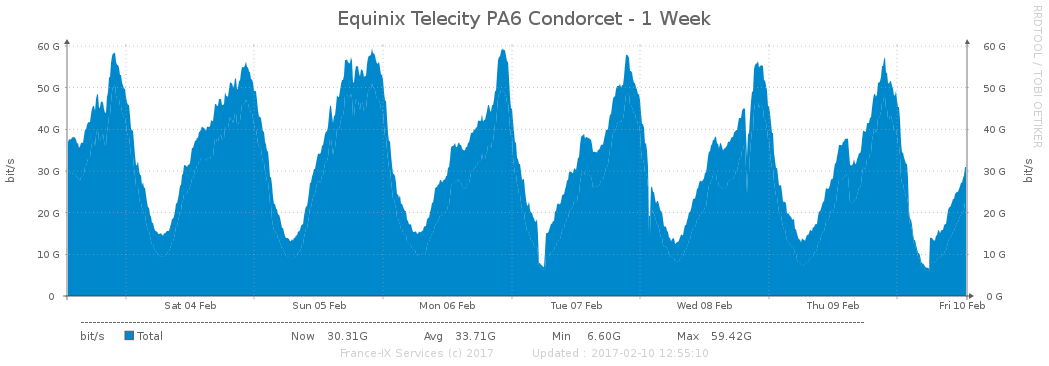 Equinix Telecity PA6 Condorcet - 1 Week
RRDTOOL / TOBI OETIKER
60 G 60 G
50 G 50 G
40 G 40 G
30 G 30 G
20 G 20 G
10 G 10 G
0 0 G
bit/s
bit/s
Sat 04 Feb Sun 05 Feb Mon 06 Feb Tue 07 Feb Wed 08 Feb Thu 09 Feb Fri 10 Feb
bit/s Total Now 30.31G Avg 33.71G Min 6.60G Max 59.42G
France-IX Services (c) 2017 Updated : 2017-02-10 12:55:10